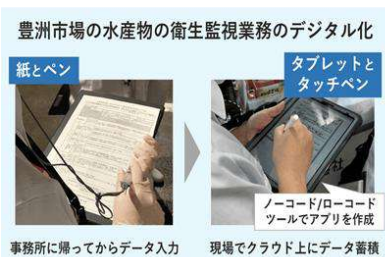 豊洲市場の水産物の衛生監視業務のデジタル化
紙とペン
タブレットと
タッチペン
ノーコード/ローコード
ツールでアプリを作成
事務所に帰ってからデータ入力
現場でクラウド上にデータ蓄積